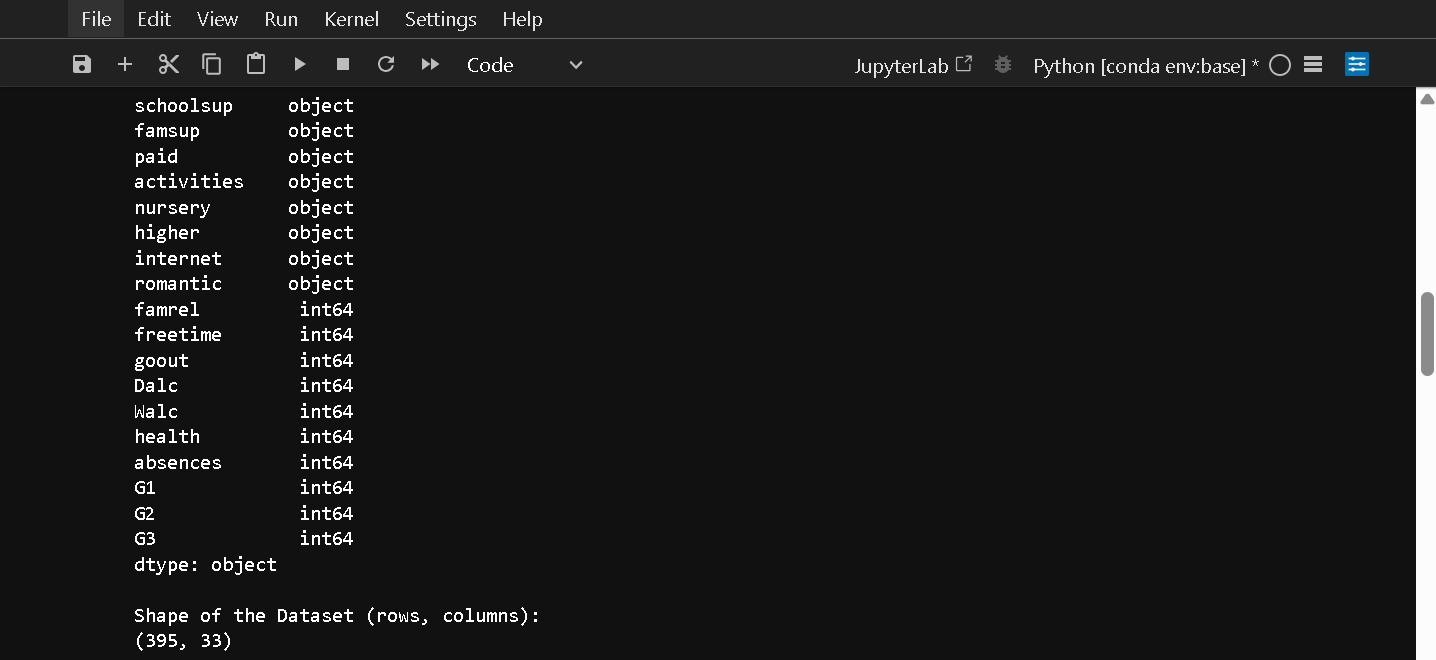 File Edit View Run Kernel Settings Help
Code JupyterLab Python [conda env:base] *
schoolsup object
famsup object
paid object
activities object
nursery object
higher object
internet object
romantic object
famrel int64
freetime int64
goout int64
Dalc int64
Walc int64
health int64
absences int64
G1 int64
G2 int64
G3 int64
dtype: object
Shape of the Dataset (rows, columns):
(395, 33)